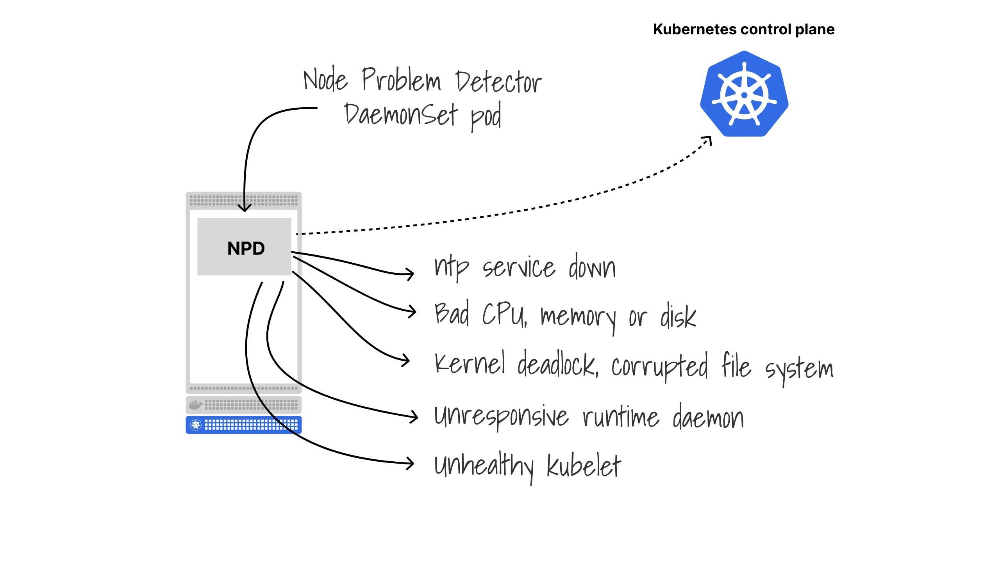 Kubernetes control plane
Node Problem Detector
DaemonSet pod
NPD
ntp service down
Bad CPU, memory or disk
Kernel deadlock, corrupted file system
Unresponsive runtime daemon
Unhealthy kubelet